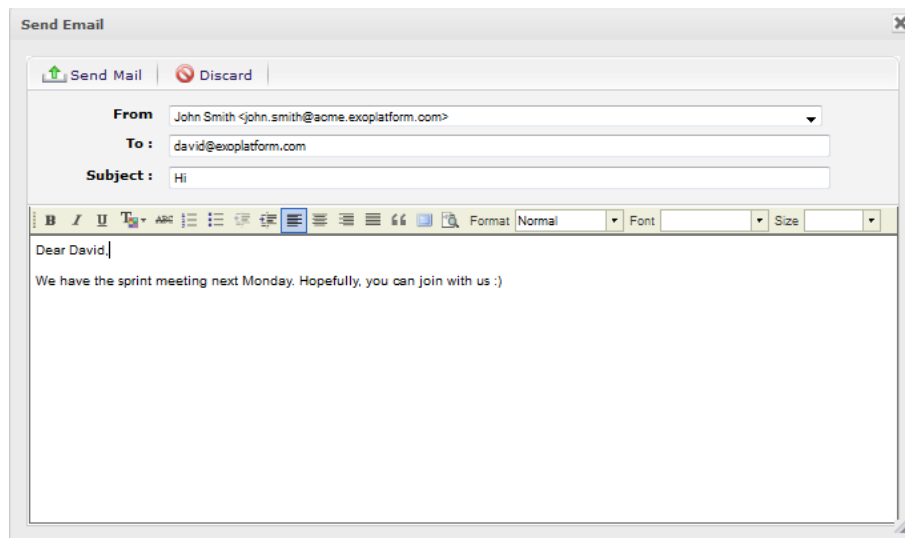 Send Email
Send Mail Discard
From John Smith <john.smith@acme.exoplatform.com>
To : david@exoplatform.com
Subject : Hi
B I U T ABC Format Normal Font Size
Dear David,
We have the sprint meeting next Monday. Hopefully, you can join with us :)